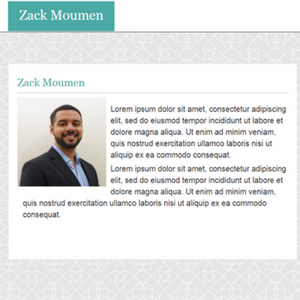 Zack Moumen
Zack Moumen
Lorem ipsum dolor sit amet, consectetur adipiscing
elit, sed do eiusmod tempor incididunt ut labore et
dolore magna aliqua. Ut enim ad minim veniam,
quis nostrud exercitation ullamco laboris nisi ut
aliquip ex ea commodo consequat.
Lorem ipsum dolor sit amet, consectetur adipiscing
elit, sed do eiusmod tempor incididunt ut labore et
dolore magna aliqua. Ut enim ad minim veniam,
quis nostrud exercitation ullamco laboris nisi ut aliquip ex ea commodo
consequat.